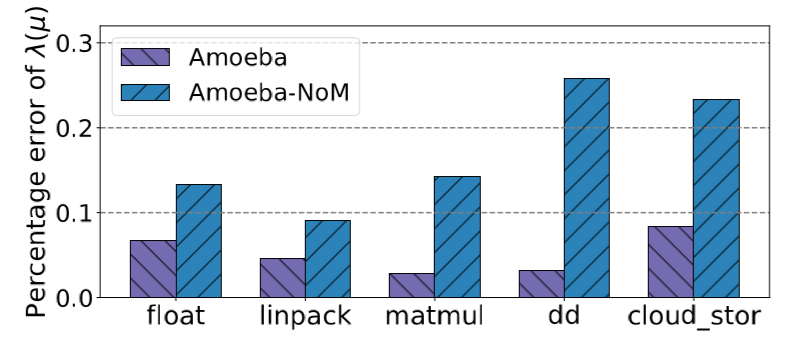 Percentage error of λ(μ)
0.3
0.2
0.1
0.0
Amoeba
Amoeba-NoM
float linpack matmul dd cloud_stor